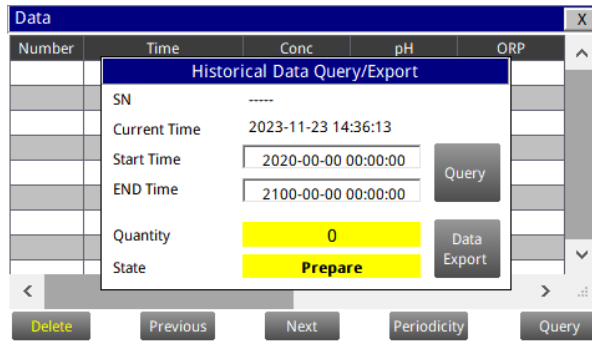 Data X
Number Time Conc pH ORP
Historical Data Query/Export
SN -----
Current Time 2023-11-23 14:36:13
Start Time 2020-00-00 00:00:00
Query
END Time 2100-00-00 00:00:00
Quantity 0
Data
Export
State Prepare
Delete Previous Next Periodicity Query